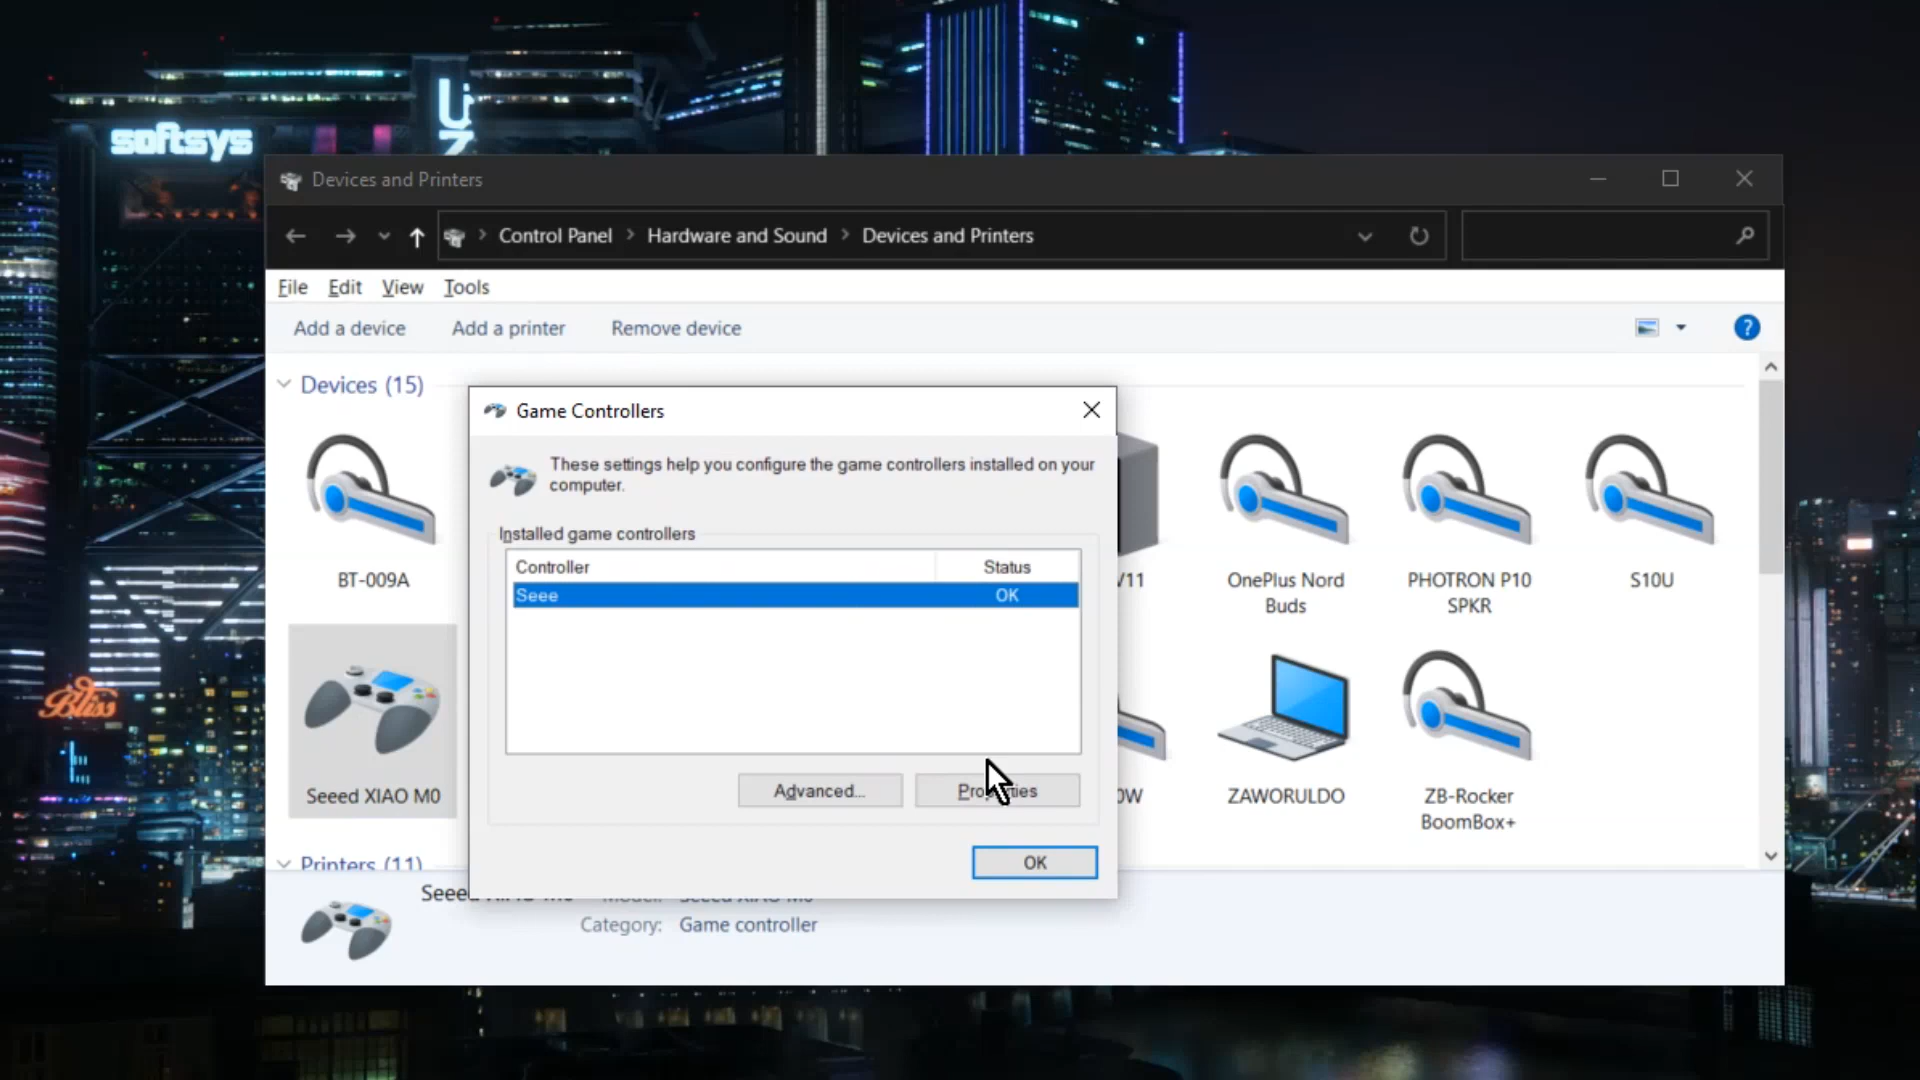 softsys
Bliss
Devices and Printers
Control Panel > Hardware and Sound > Devices and Printers
File Edit View Tools
Add a device Add a printer Remove device
?
Devices (15)
Game Controllers
These settings help you configure the game controllers installed on your
computer.
Installed game controllers
Controller Status
Seee OK
Advanced...
OK
BT-009A
V11
OnePlus Nord
Buds
PHOTRON P10
SPKR
S10U
Seeed XIAO M0
0W
ZAWORULDO
ZB-Rocker
BoomBox+
Printers (11)
Category: Game controller